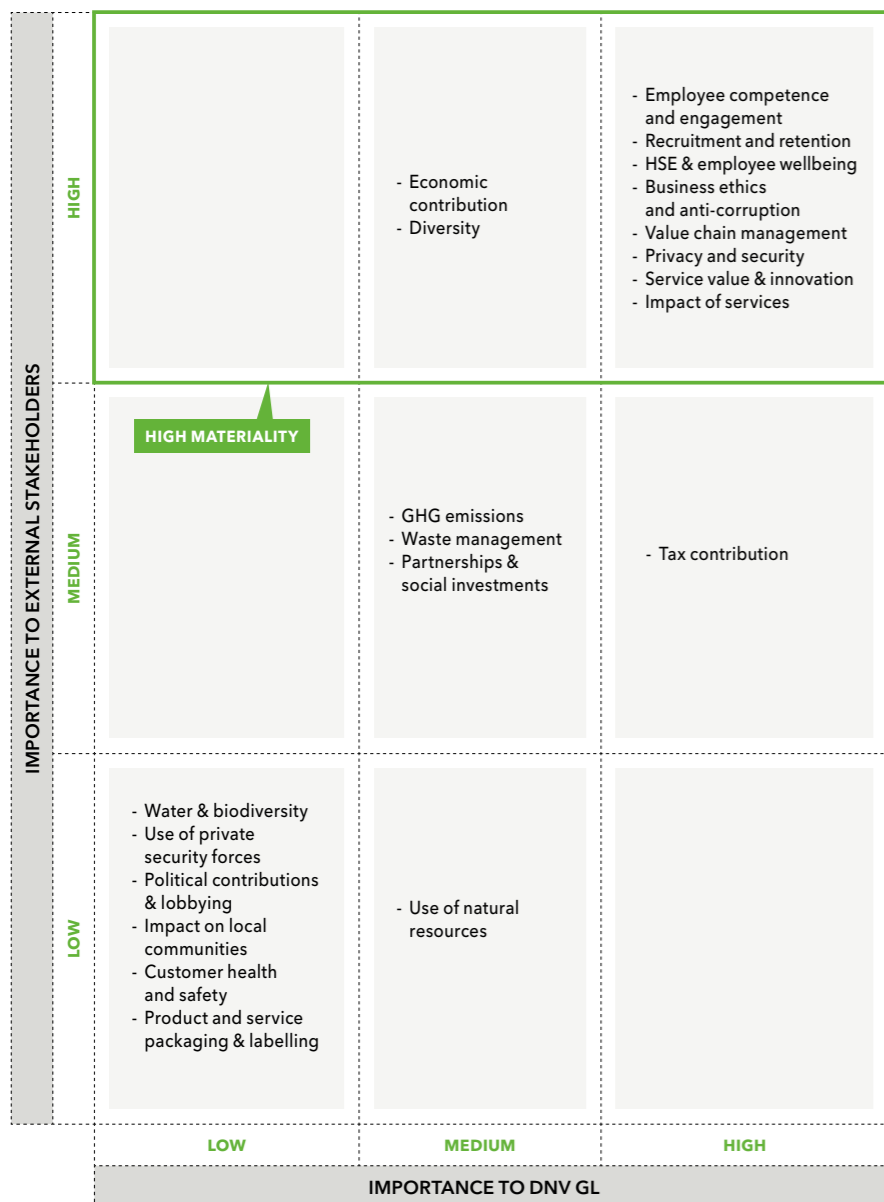 IMPORTANCE TO EXTERNAL STAKEHOLDERS
HIGH
- Economic
contribution
- Diversity
- Employee competence
and engagement
- Recruitment and retention
- HSE & employee wellbeing
- Business ethics
and anti-corruption
- Value chain management
- Privacy and security
- Service value & innovation
- Impact of services
HIGH MATERIALITY
MEDIUM
- GHG emissions
- Waste management
- Partnerships &
social investments
- Tax contribution
LOW
- Water & biodiversity
- Use of private
security forces
- Political contributions
& lobbying
- Impact on local
communities
- Customer health
and safety
- Product and service
packaging & labelling
- Use of natural
resources
LOW
MEDIUM
HIGH
IMPORTANCE TO DNV GL